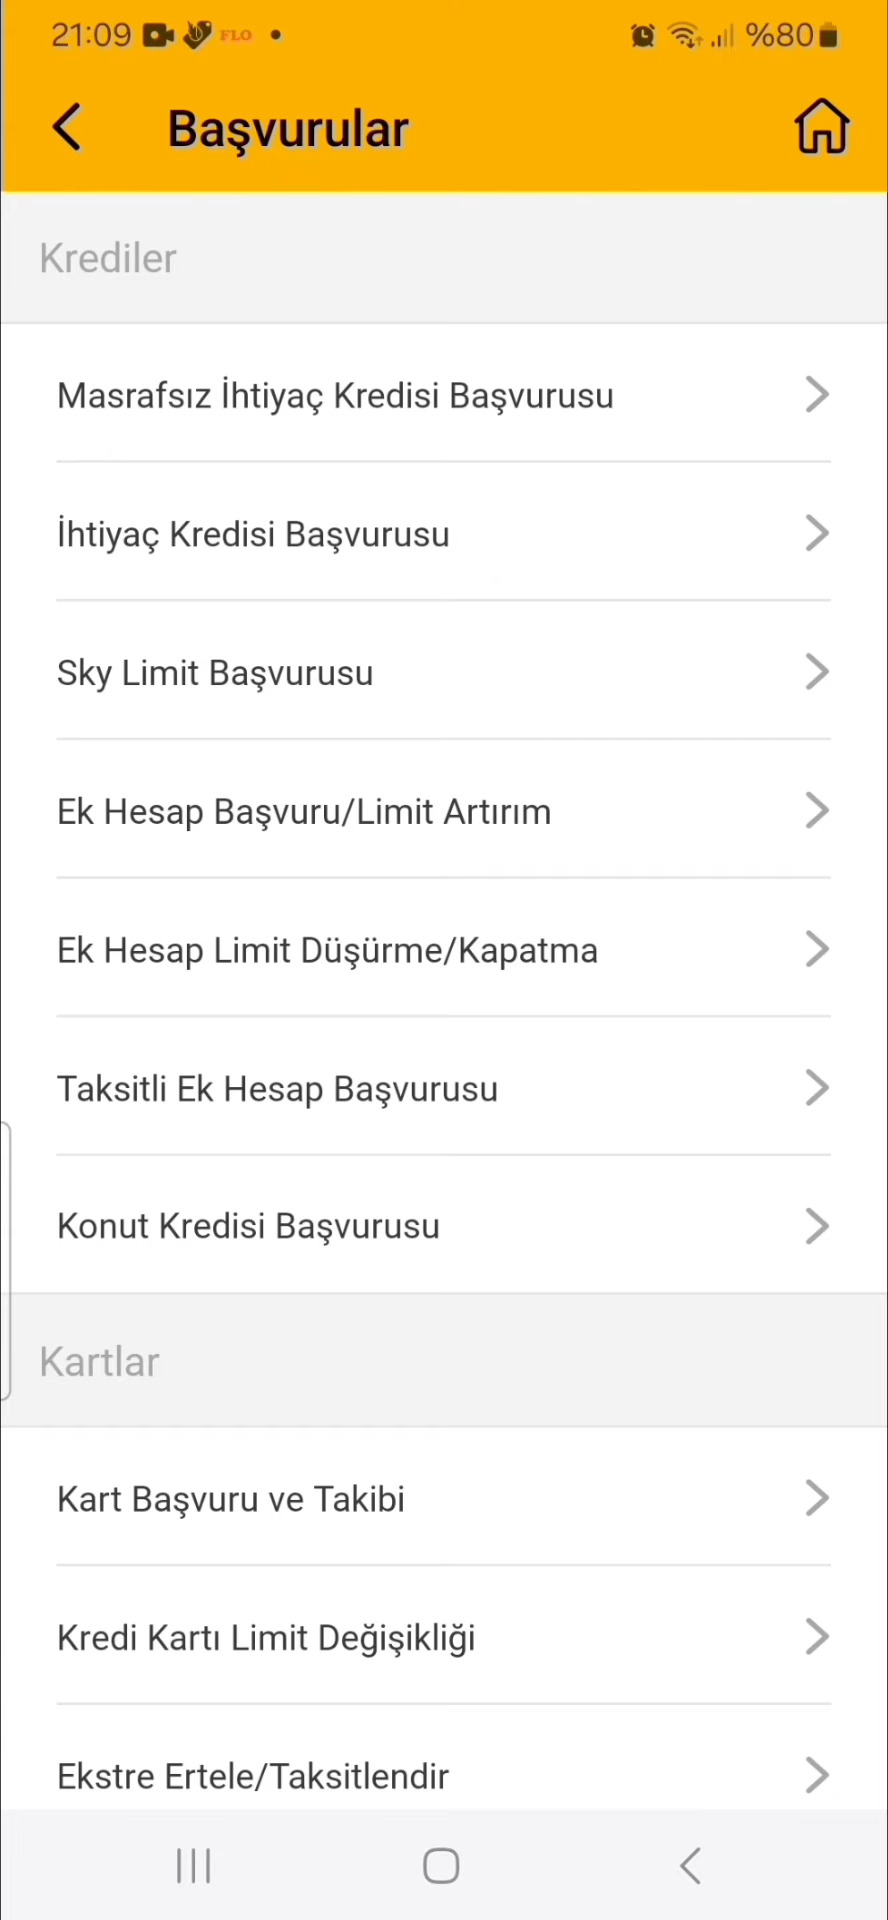 21:09 FLO %80
Başvurular
Krediler
Masrafsız İhtiyaç Kredisi Başvurusu
İhtiyaç Kredisi Başvurusu
Sky Limit Başvurusu
Ek Hesap Başvuru/Limit Artırım
Ek Hesap Limit Düşürme/Kapatma
Taksitli Ek Hesap Başvurusu
Konut Kredisi Başvurusu
Kartlar
Kart Başvuru ve Takibi
Kredi Kartı Limit Değişikliği
Ekstre Ertele/Taksitlendir